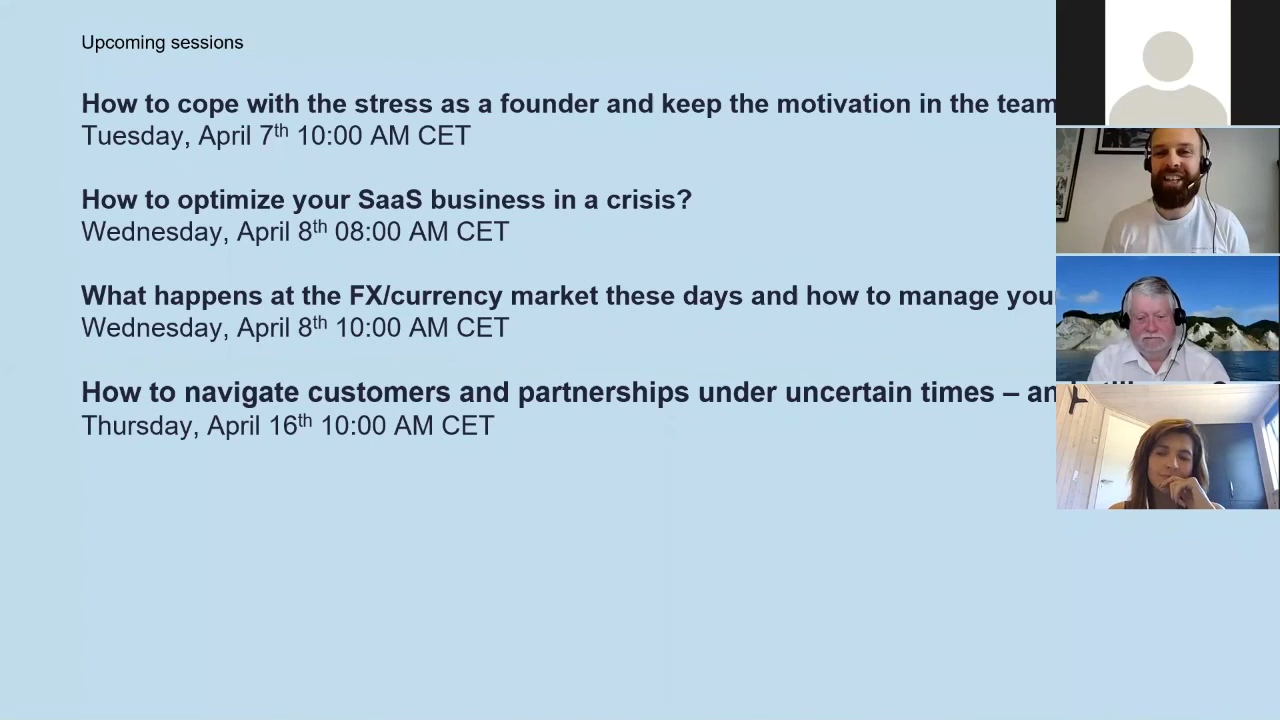 Upcoming sessions
How to cope with the stress as a founder and keep the motivation in the team
Tuesday, April 7th 10:00 AM CET
How to optimize your SaaS business in a crisis?
Wednesday, April 8th 08:00 AM CET
What happens at the FX/currency market these days and how to manage
Wednesday, April 8th 10:00 AM CET
How to navigate customers and partnerships under uncertain times –
Thursday, April 16th 10:00 AM CET